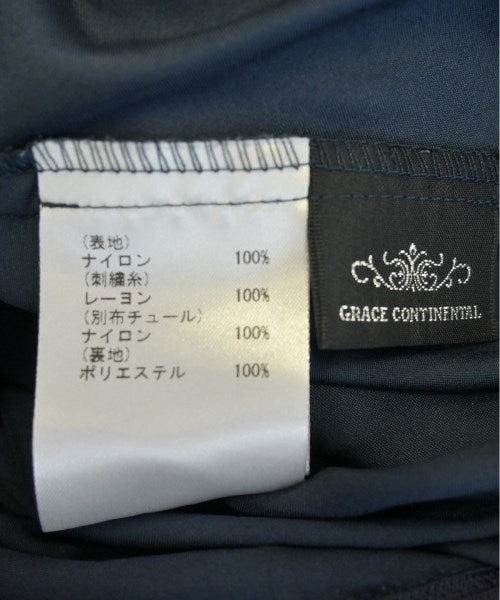 (表地)
ナイロン 100%
(刺繍糸)
レーヨン 100%
(別布チュール)
ナイロン 100%
(裏地)
ポリエステル 100%
GRACE CONTINENTAL